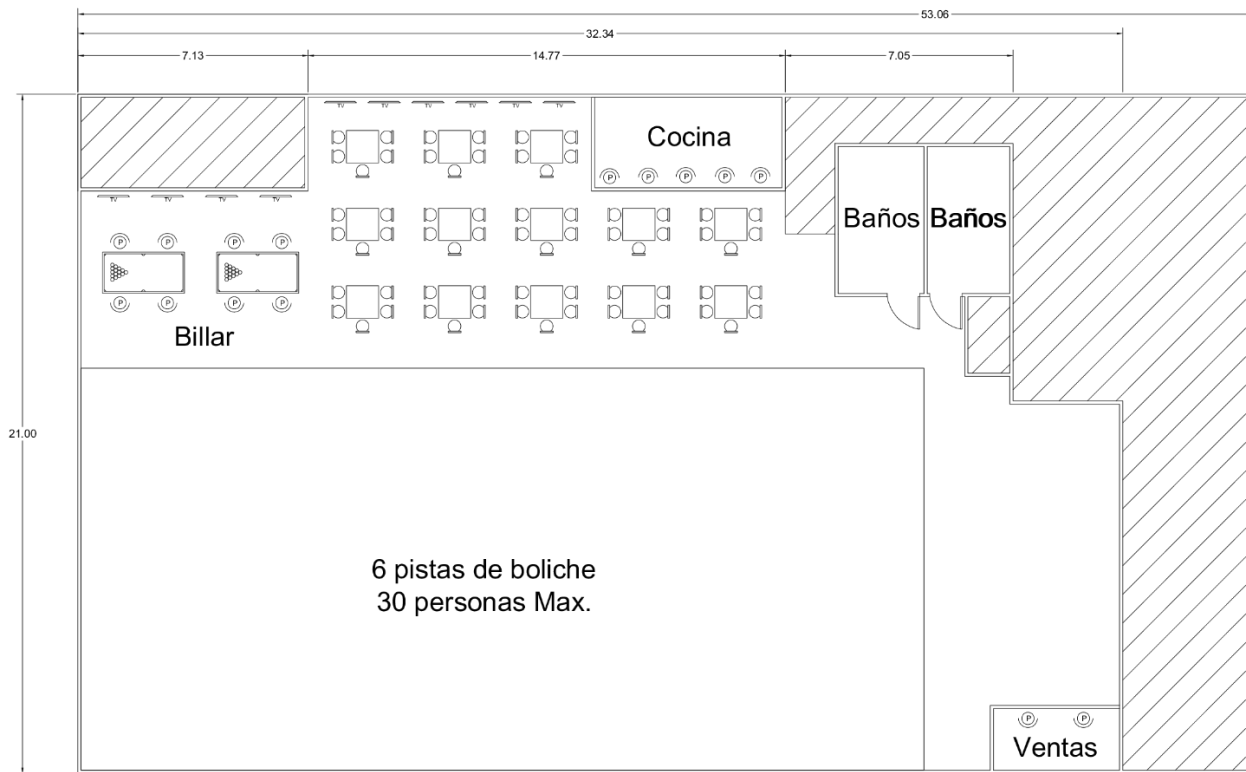 53.06
32.34
7.13 14.77 7.05
TV TV TV TV TV TV
Cocina
P P P P P
TV TV TV TV
Baños Baños
P P P P
P P P P
Billar
21.00
6 pistas de boliche
30 personas Max.
P P
Ventas